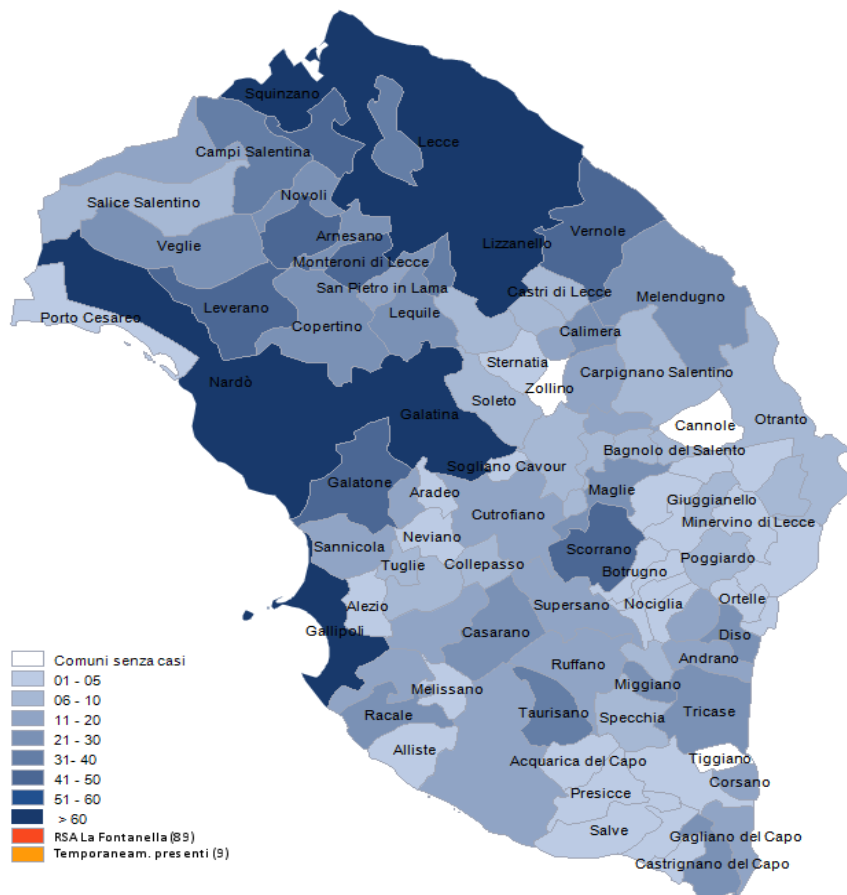 Squinzano
Lecce
Campi Salentina
Salice Salentino
Novoli
Veglie
Arnesano
Lizzanello
Vernole
Monteroni di Lecce
San Pietro in Lama
Castri di Lecce
Melendugno
Porto Cesareo
Leverano
Copertino
Lequile
Calimera
Sternatia
Nardò
Zollino
Carpignano Salentino
Soleto
Galatina
Cannole
Otranto
Bagnolo del Salento
Sogliano Cavour
Galatone
Aradeo
Maglie
Giuggianello
Cutrofiano
Minervino di Lecce
Neviano
Sannicola
Scorrano
Poggiardo
Tuglie
Collepasso
Botrugno
Alezio
Supersano
Nociglia
Ortelle
Gallipoli
Casarano
Diso
Andrano
Ruffano
Melissano
Miggiano
Racale
Taurisano
Specchia
Tricase
Alliste
Acquarica del Capo
Tiggiano
Corsano
Presicce
Salve
Gagliano del Capo
Castrignano del Capo
Comuni senza casi
01 - 05
06 - 10
11 - 20
21 - 30
31- 40
41 - 50
51 - 60
> 60
RSA La Fontanella (89)
Temporaneam. presenti (9)